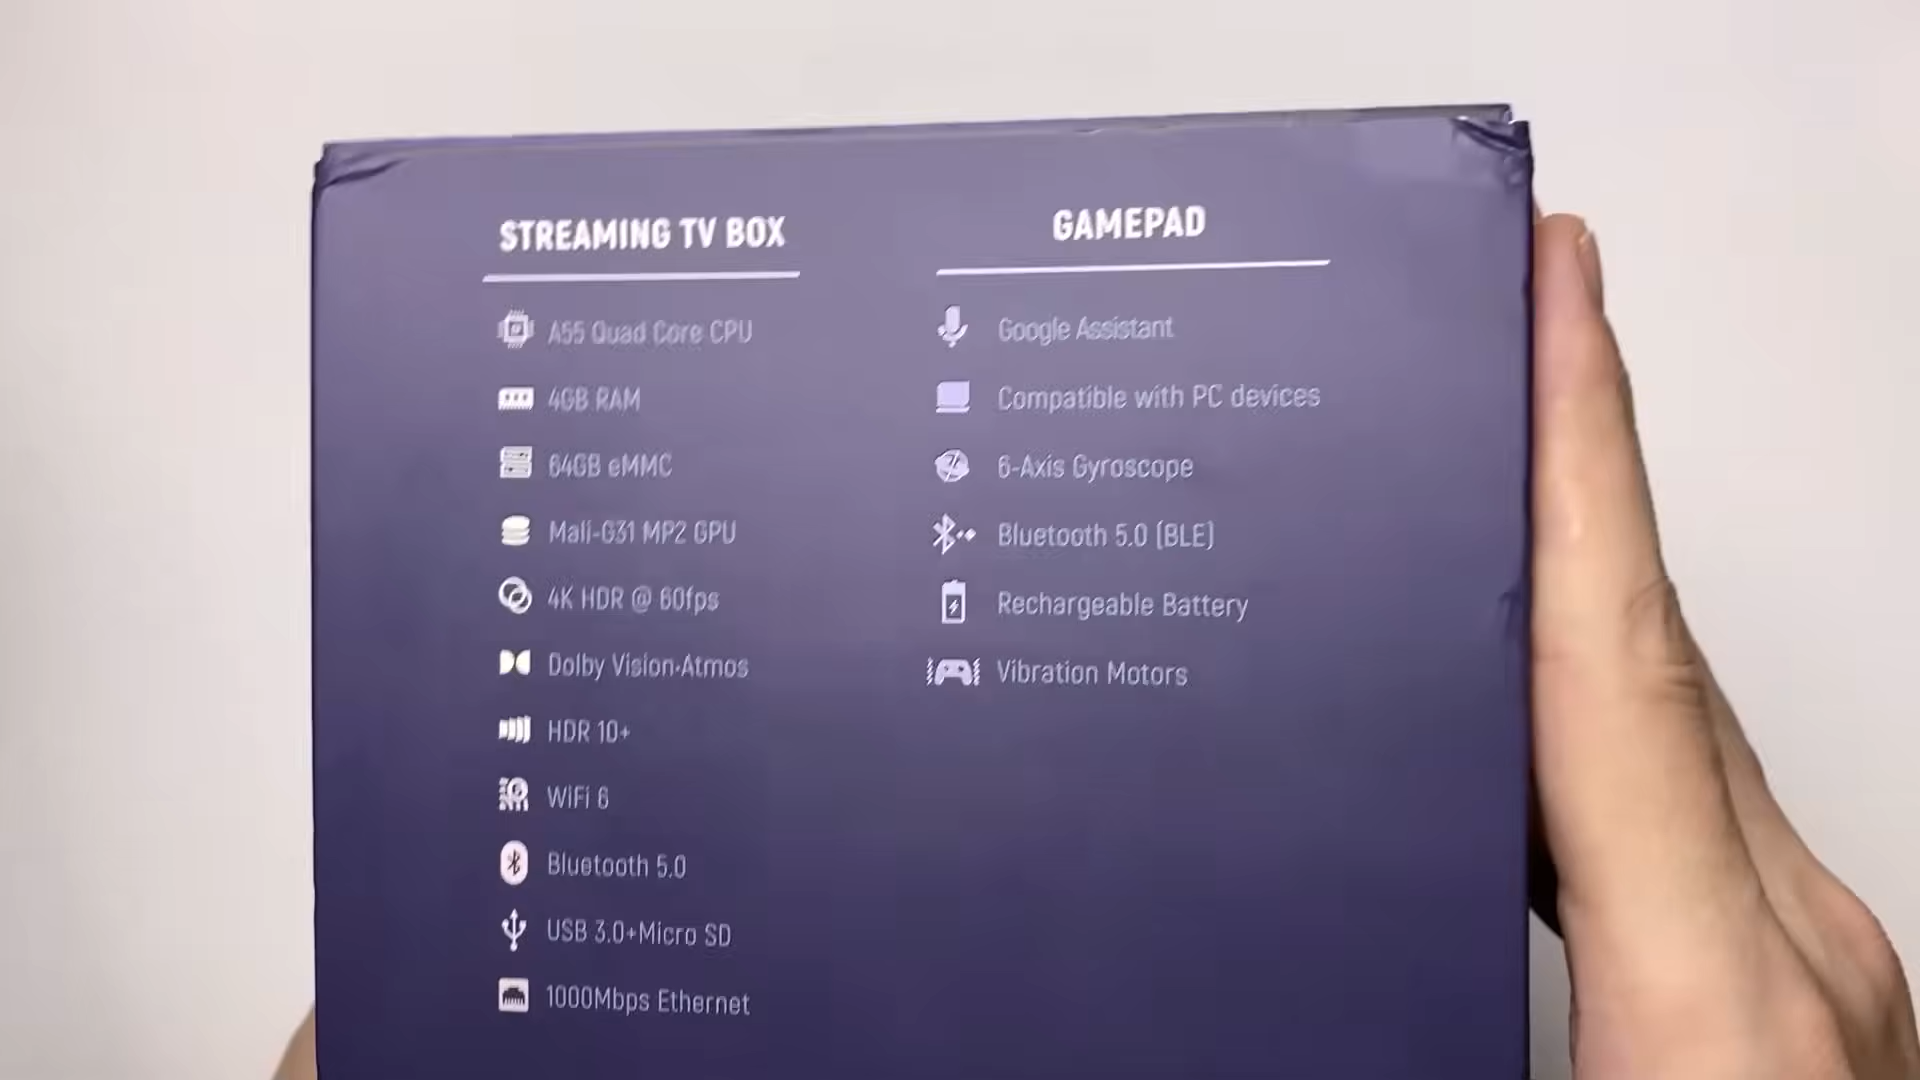 STREAMING TV BOX
A55 Quad Core CPU
4GB RAM
64GB eMMC
Mali-G31 MP2 GPU
4K HDR @ 60fps
Dolby Vision·Atmos
HDR 10+
WiFi 6
Bluetooth 5.0
USB 3.0+Micro SD
1000Mbps Ethernet
GAMEPAD
Google Assistant
Compatible with PC devices
6-Axis Gyroscope
Bluetooth 5.0 (BLE)
Rechargeable Battery
Vibration Motors